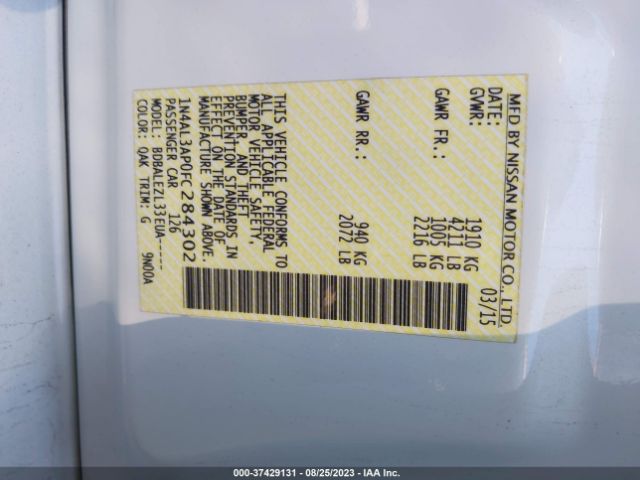 MFD BY NISSAN MOTOR CO., LTD.
DATE: 03/15
GVWR: 1910 KG
4211 LB
GAWR FR.: 1005 KG
2216 LB
GAWR RR.: 940 KG
2072 LB
THIS VEHICLE CONFORMS TO
ALL APPLICABLE FEDERAL
MOTOR VEHICLE SAFETY,
BUMPER, AND THEFT
PREVENTION STANDARDS IN
EFFECT ON THE DATE OF
MANUFACTURE SHOWN ABOVE.
1N4AL3AP0FC284302
PASSENGER CAR 126
MODEL: BDBALEZL33EUA-----
COLOR: QAK TRIM: G 9N00A
000-37429131 - 08/25/2023 - Copart, Inc. IAA, Inc.